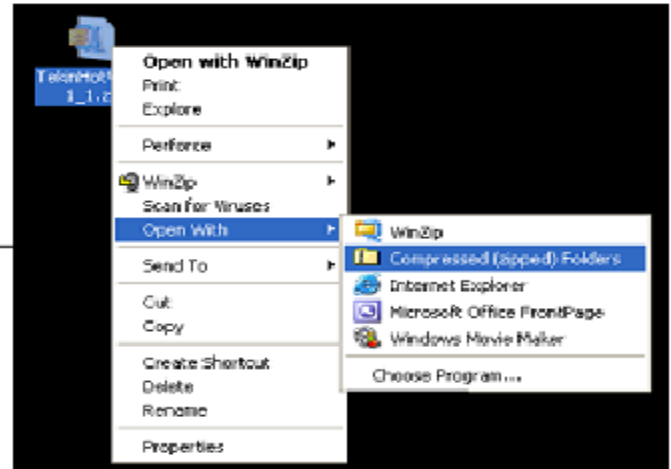 1_1.z
Open with WinZip
Print
Explore
Perforce
WinZip
Scan for Viruses
Open With
Send To
Cut
Copy
Create Shortcut
Delete
Rename
Properties
WinZip
Compressed (zipped) Folders
Internet Explorer
Microsoft Office FrontPage
Windows Movie Maker
Choose Program...